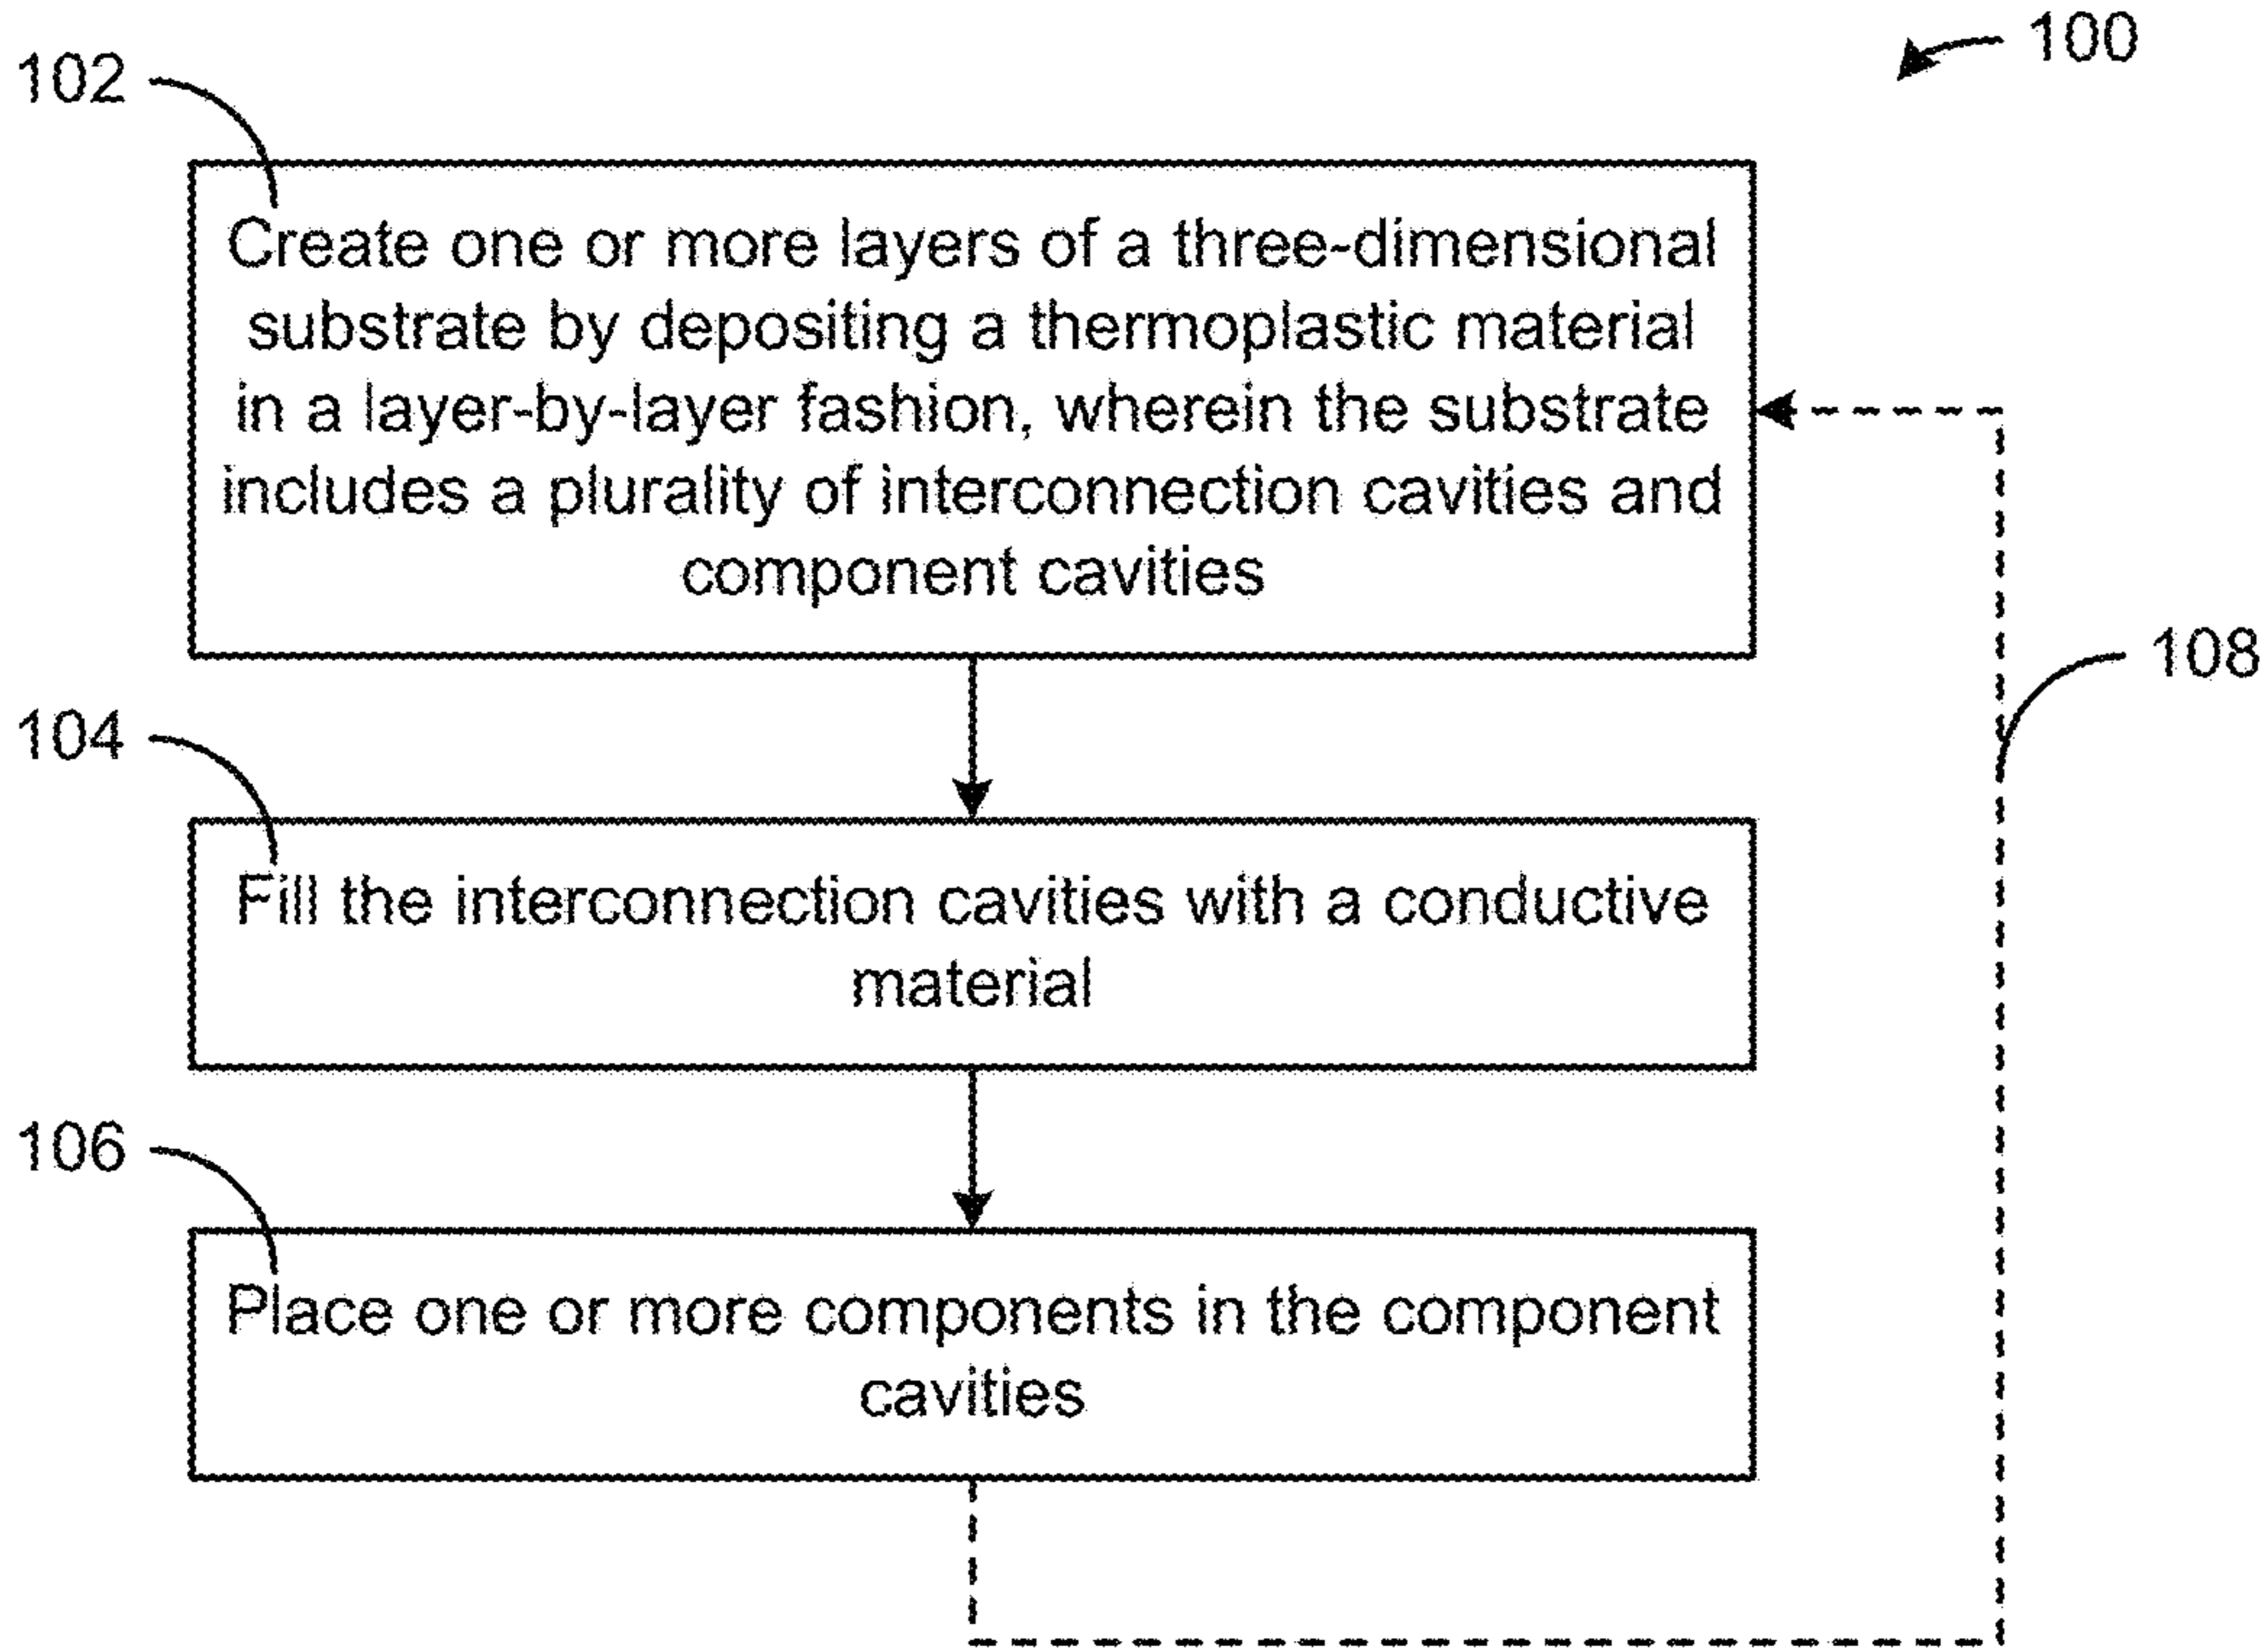 100
102
Create one or more layers of a three-dimensional
substrate by depositing a thermoplastic material
in a layer-by-layer fashion, wherein the substrate
includes a plurality of interconnection cavities and
component cavities
108
104
Fill the interconnection cavities with a conductive
material
106
Place one or more components in the component
cavities